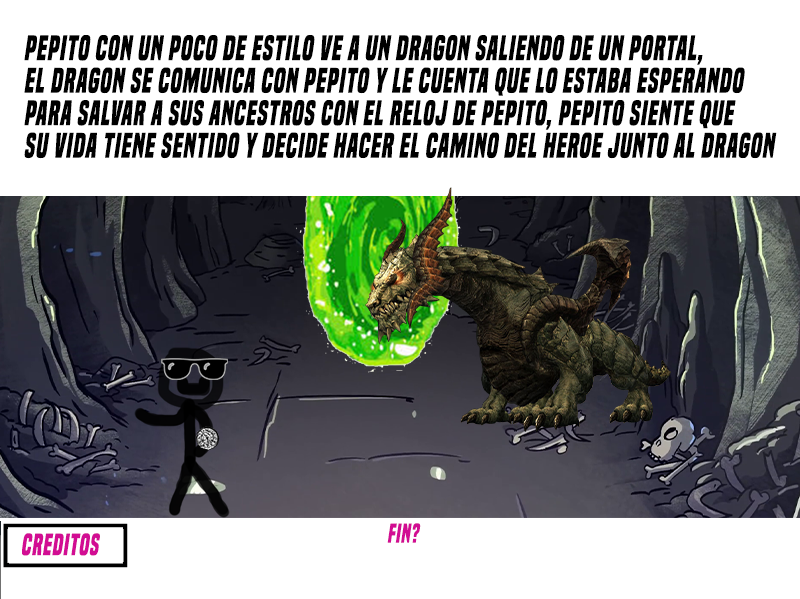 PEPITO CON UN POCO DE ESTILO VE A UN DRAGON SALIENDO DE UN PORTAL,
EL DRAGON SE COMUNICA CON PEPITO Y LE CUENTA QUE LO ESTABA ESPERANDO
PARA SALVAR A SUS ANCESTROS CON EL RELOJ DE PEPITO, PEPITO SIENTE QUE
SU VIDA TIENE SENTIDO Y DECIDE HACER EL CAMINO DEL HEROE JUNTO AL DRAGON
FIN?
CREDITOS